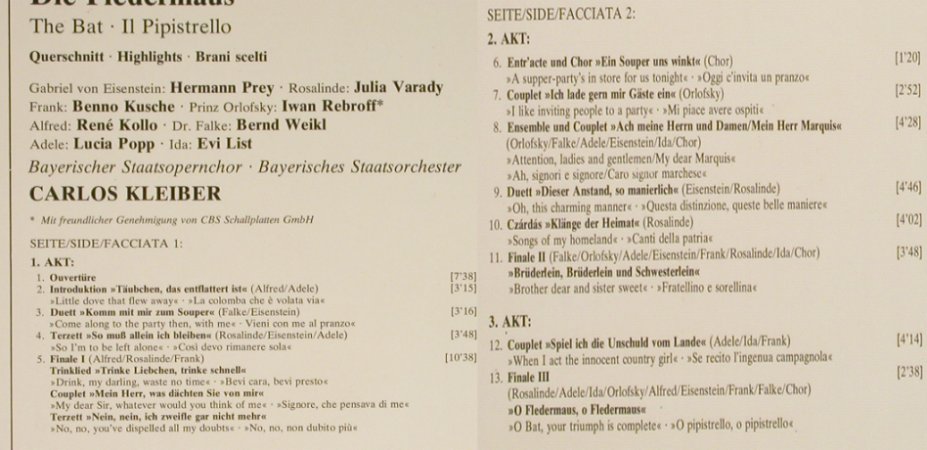 Die Fledermaus
The Bat · Il Pipistrello
Querschnitt · Highlights · Brani scelti
Gabriel von Eisenstein: Hermann Prey · Rosalinde: Julia Varady
Frank: Benno Kusche · Prinz Orlofsky: Iwan Rebroff*
Alfred: René Kollo · Dr. Falke: Bernd Weikl
Adele: Lucia Popp · Ida: Evi List
Bayerischer Staatsopernchor · Bayerisches Staatsorchester
CARLOS KLEIBER
* Mit freundlicher Genehmigung von CBS Schallplatten GmbH
SEITE/SIDE/FACCIATA 1:
1. AKT:
1. Ouvertüre [7'38]
2. Introduktion »Täubchen, das entflattert ist« (Alfred/Adele) [3'15]
»Little dove that flew away« · »La colomba che è volata via«
3. Duett »Komm mit mir zum Souper« (Falke/Eisenstein) [3'16]
»Come along to the party then, with me« · Vieni con me al pranzo«
4. Terzett »So muß allein ich bleiben« (Rosalinde/Eisenstein/Adele) [3'48]
»So I'm to be left alone« · »Così devo rimanere sola«
5. Finale I (Alfred/Rosalinde/Frank) [10'38]
Trinklied »Trinke Liebchen, trinke schnell«
»Drink, my darling, waste no time« · »Bevi cara, bevi presto«
Couplet »Mein Herr, was dächten Sie von mir«
»My dear Sir, whatever would you think of me« · »Signore, che pensava di me«
Terzett »Nein, nein, ich zweifle gar nicht mehr«
»No, no, you've dispelled all my doubts« · »No, no, non dubito più«
SEITE/SIDE/FACCIATA 2:
2. AKT:
6. Entr'acte und Chor »Ein Souper uns winkt« (Chor) [1'20]
»A supper-party's in store for us tonight« · »Oggi c'invita un pranzo«
7. Couplet »Ich lade gern mir Gäste ein« (Orlofsky) [2'52]
»I like inviting people to a party« · »Mi piace avere ospiti«
8. Ensemble und Couplet »Ach meine Herrn und Damen/Mein Herr Marquis« [4'28]
(Orlofsky/Falke/Adele/Eisenstein/Ida/Chor)
»Attention, ladies and gentlemen/My dear Marquis«
»Ah, signori e signore/Caro signor marchese«
9. Duett »Dieser Anstand, so manierlich« (Eisenstein/Rosalinde) [4'46]
»Oh, this charming manner« · »Questa distinzione, queste belle maniere«
10. Czárdás »Klänge der Heimat« (Rosalinde) [4'02]
»Songs of my homeland« · »Canti della patria«
11. Finale II (Falke/Orlofsky/Adele/Eisenstein/Frank/Rosalinde/Ida/Chor) [3'48]
»Brüderlein, Brüderlein und Schwesterlein«
»Brother dear and sister sweet« · »Fratellino e sorellina«
3. AKT:
12. Couplet »Spiel ich die Unschuld vom Lande« (Adele/Ida/Frank) [4'14]
»When I act the innocent country girl« · »Se recito l'ingenua campagnola«
13. Finale III [2'38]
(Rosalinde/Adele/Ida/Orlofsky/Alfred/Eisenstein/Frank/Falke/Chor)
»O Fledermaus, o Fledermaus«
»O Bat, your triumph is complete« · »O pipistrello, o pipistrello«